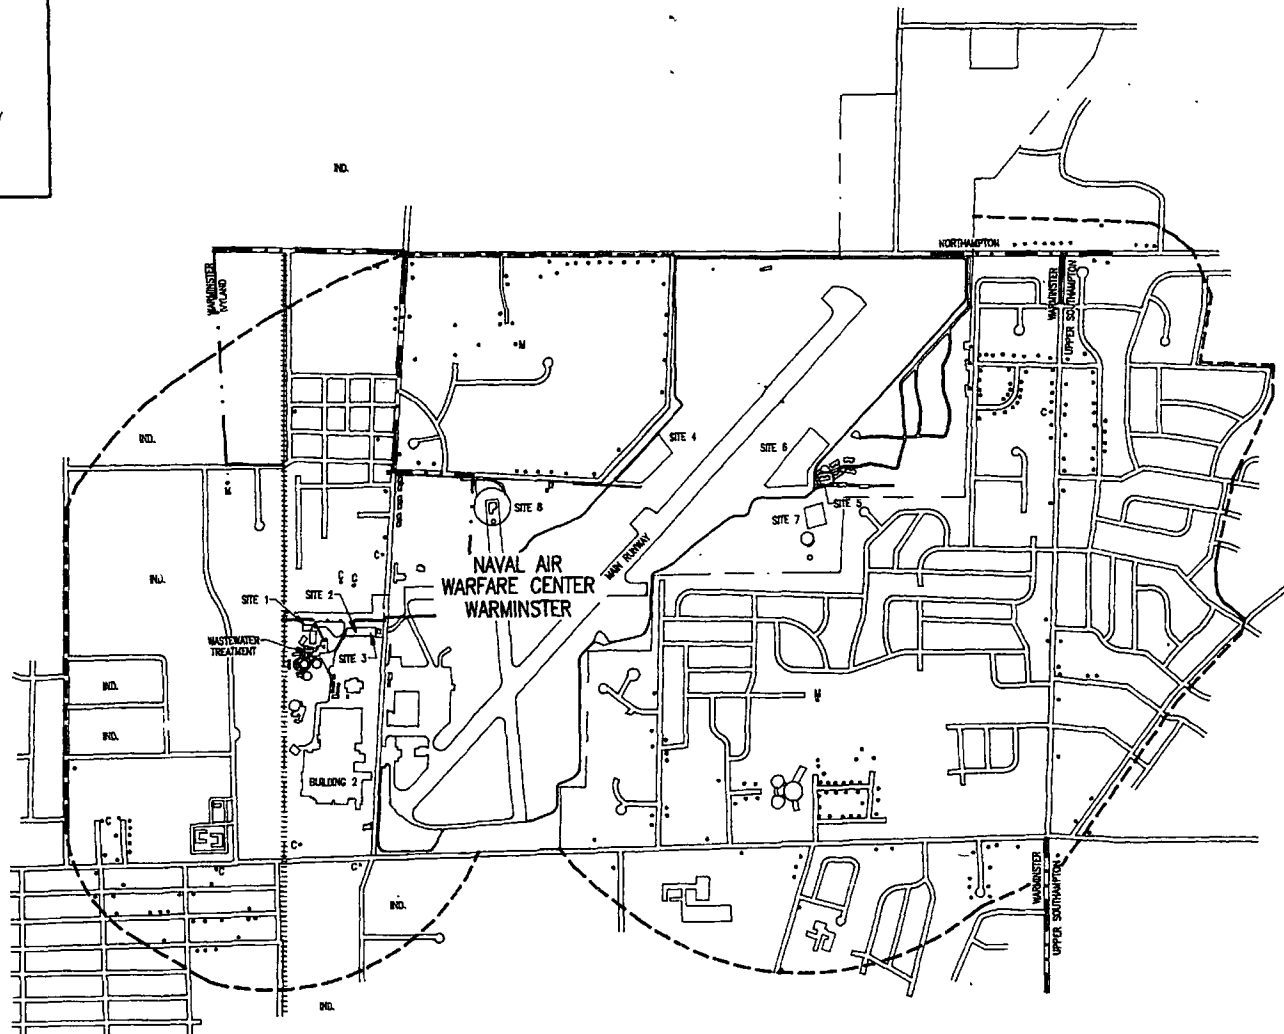 IND.
NORTHAMPTON
WARMINSTER
IVYLAND
WARMINSTER
UPPER SOUTHAMPTON
M
C
IND.
SITE 4
SITE 6
SITE 8
SITE 5
SITE 7
MAIN RUNWAY
NAVAL AIR
WARFARE CENTER
WARMINSTER
C
IND.
C
C
SITE 1
SITE 2
WASTEWATER
TREATMENT
SITE 3
IND.
M
IND.
BUILDING 2
C
C
C
C
WARMINSTER
UPPER SOUTHAMPTON
IND.
IND.